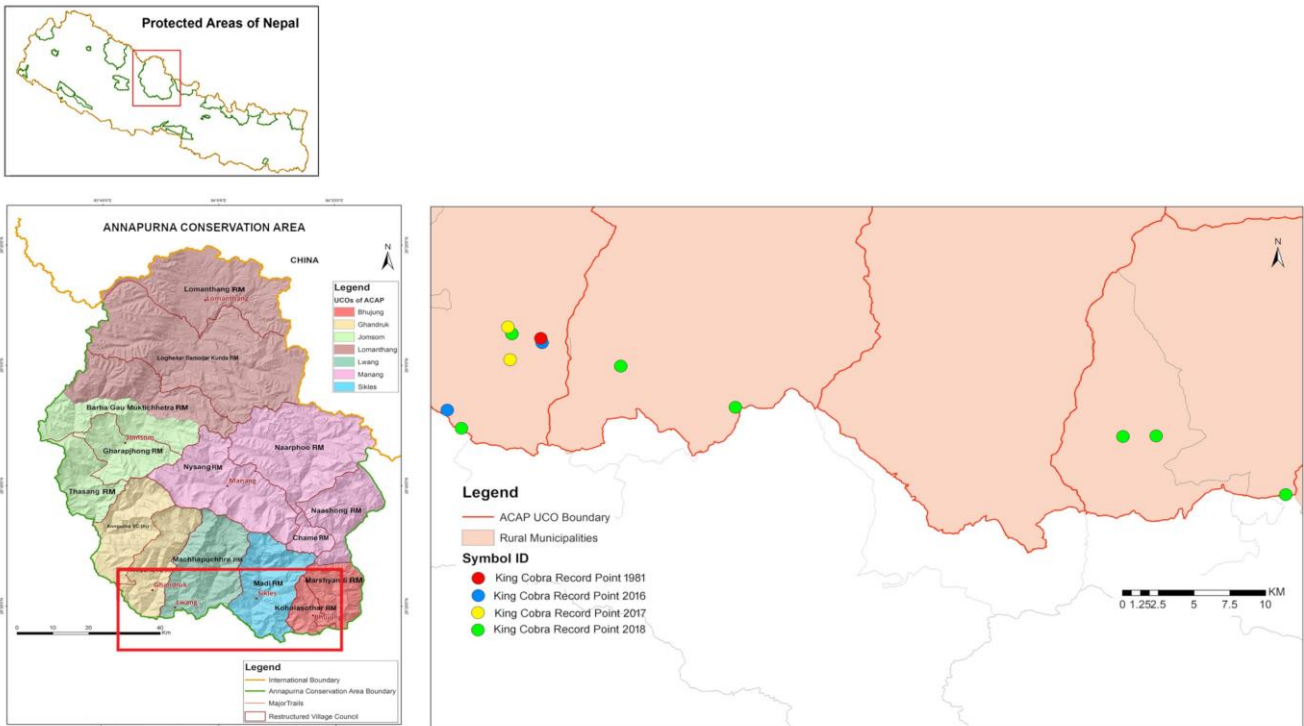 Protected Areas of Nepal
ANNAPURNA CONSERVATION AREA
N
CHINA
Legend
UCOs of ACAP
Bhujung
Ghandruk
Jomsom
Lomanthang
Lwang
Manang
Sikles
Lomanthang RM
Lomanthang
Loghekar Damodar Kunda RM
Barha Gau Muktichhetra RM
Jomsom
Gharapjhong RM
Naarphoo RM
Nysang RM
Manang
Thasang RM
Naashong RM
Chame RM
Machhapuchhre RM
Madi RM
Marshyangdi RM
Ghandruk
Sikles
Lwang
Kohulasothar RM
0 20 40
Km
Legend
International Boundary
Annapurna Conservation Area Boundary
MajorTrails
Restructured Village Council
N
Legend
ACAP UCO Boundary
Rural Municipalities
Symbol ID
King Cobra Record Point 1981
King Cobra Record Point 2016
King Cobra Record Point 2017
King Cobra Record Point 2018
KM
0 1.252.5 5 7.5 10